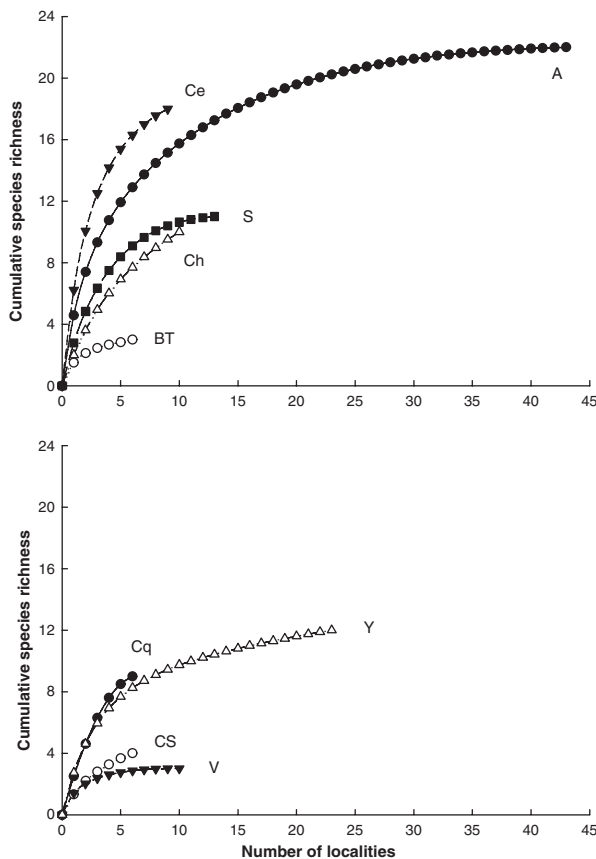 24
20
16
12
8
4
0
Cumulative species richness
Ce
A
S
Ch
BT
0 5 10 15 20 25 30 35 40 45
24
20
16
12
8
4
0
Cumulative species richness
Cq
Y
CS
V
0 5 10 15 20 25 30 35 40 45
Number of localities